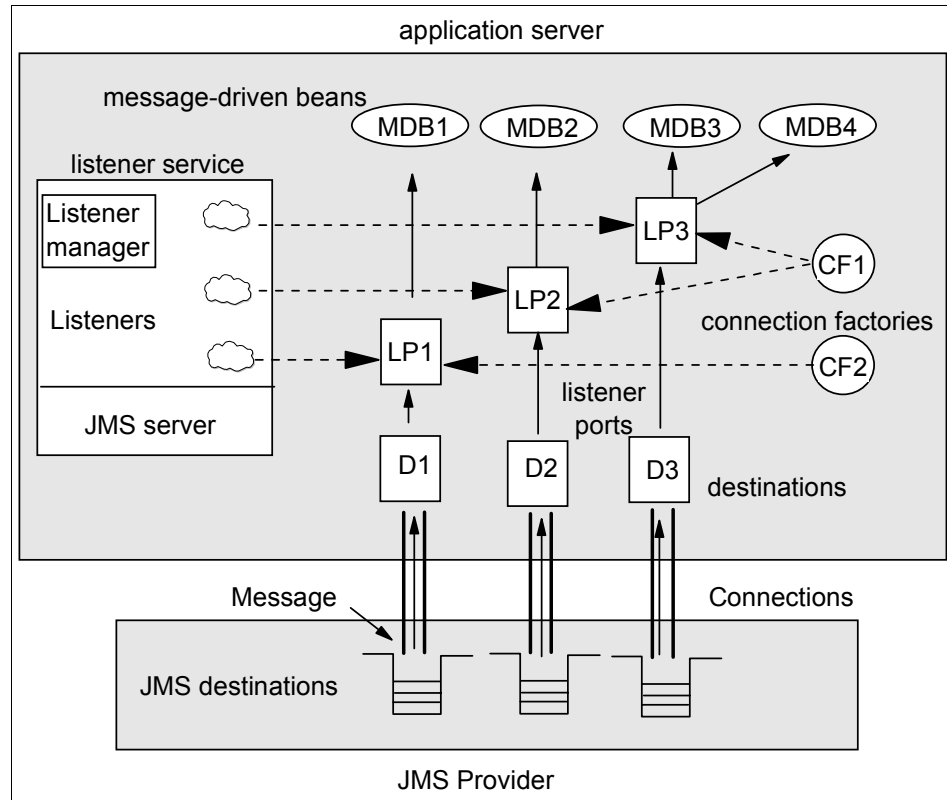 application server
message-driven beans
MDB1
MDB2
MDB3
MDB4
listener service
Listener
manager
LP3
CF1
Listeners
LP2
connection factories
LP1
CF2
listener
ports
JMS server
D1
D2
D3
destinations
Message
Connections
JMS destinations
JMS Provider